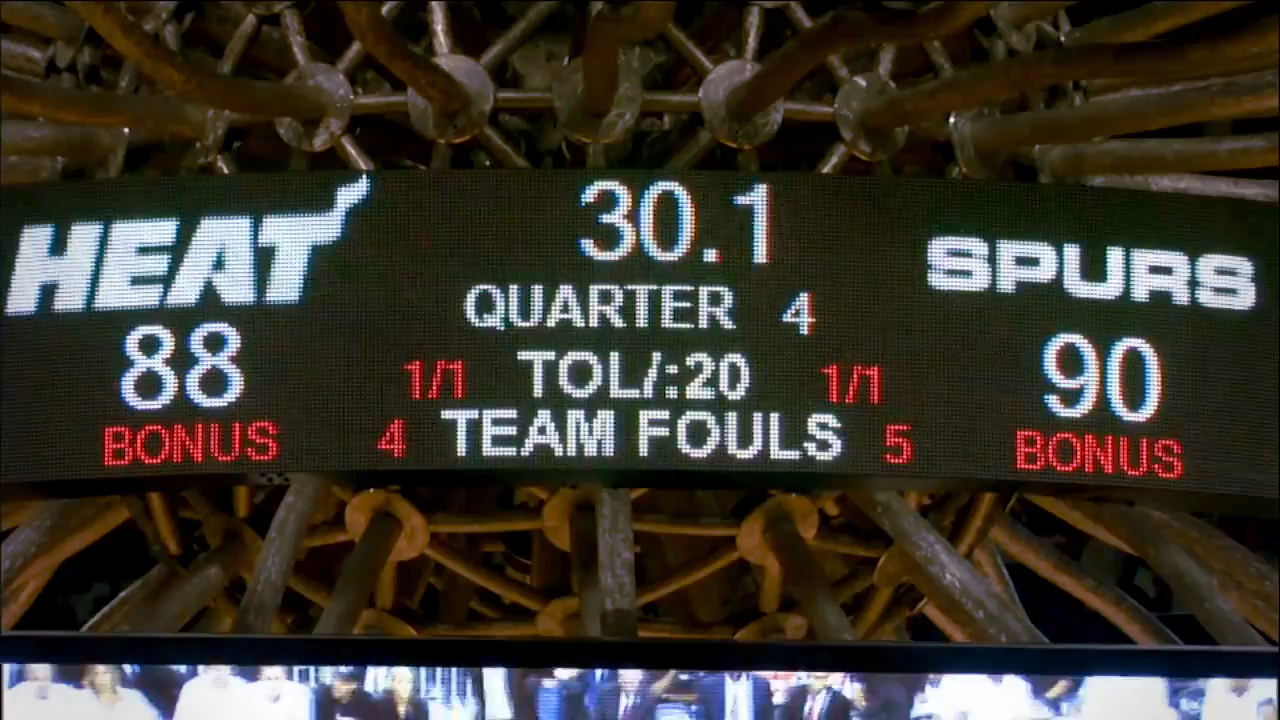 HEAT 30.1 SPURS
QUARTER 4
88 1/1 TOL/:20 1/1 90
BONUS 4 TEAM FOULS 5 BONUS